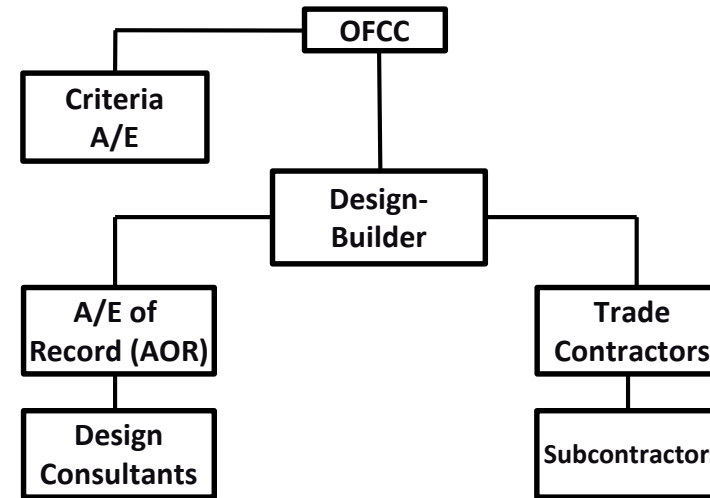 OFCC
Criteria
A/E
Design-
Builder
A/E of
Record (AOR)
Trade
Contractors
Design
Consultants
Subcontractor